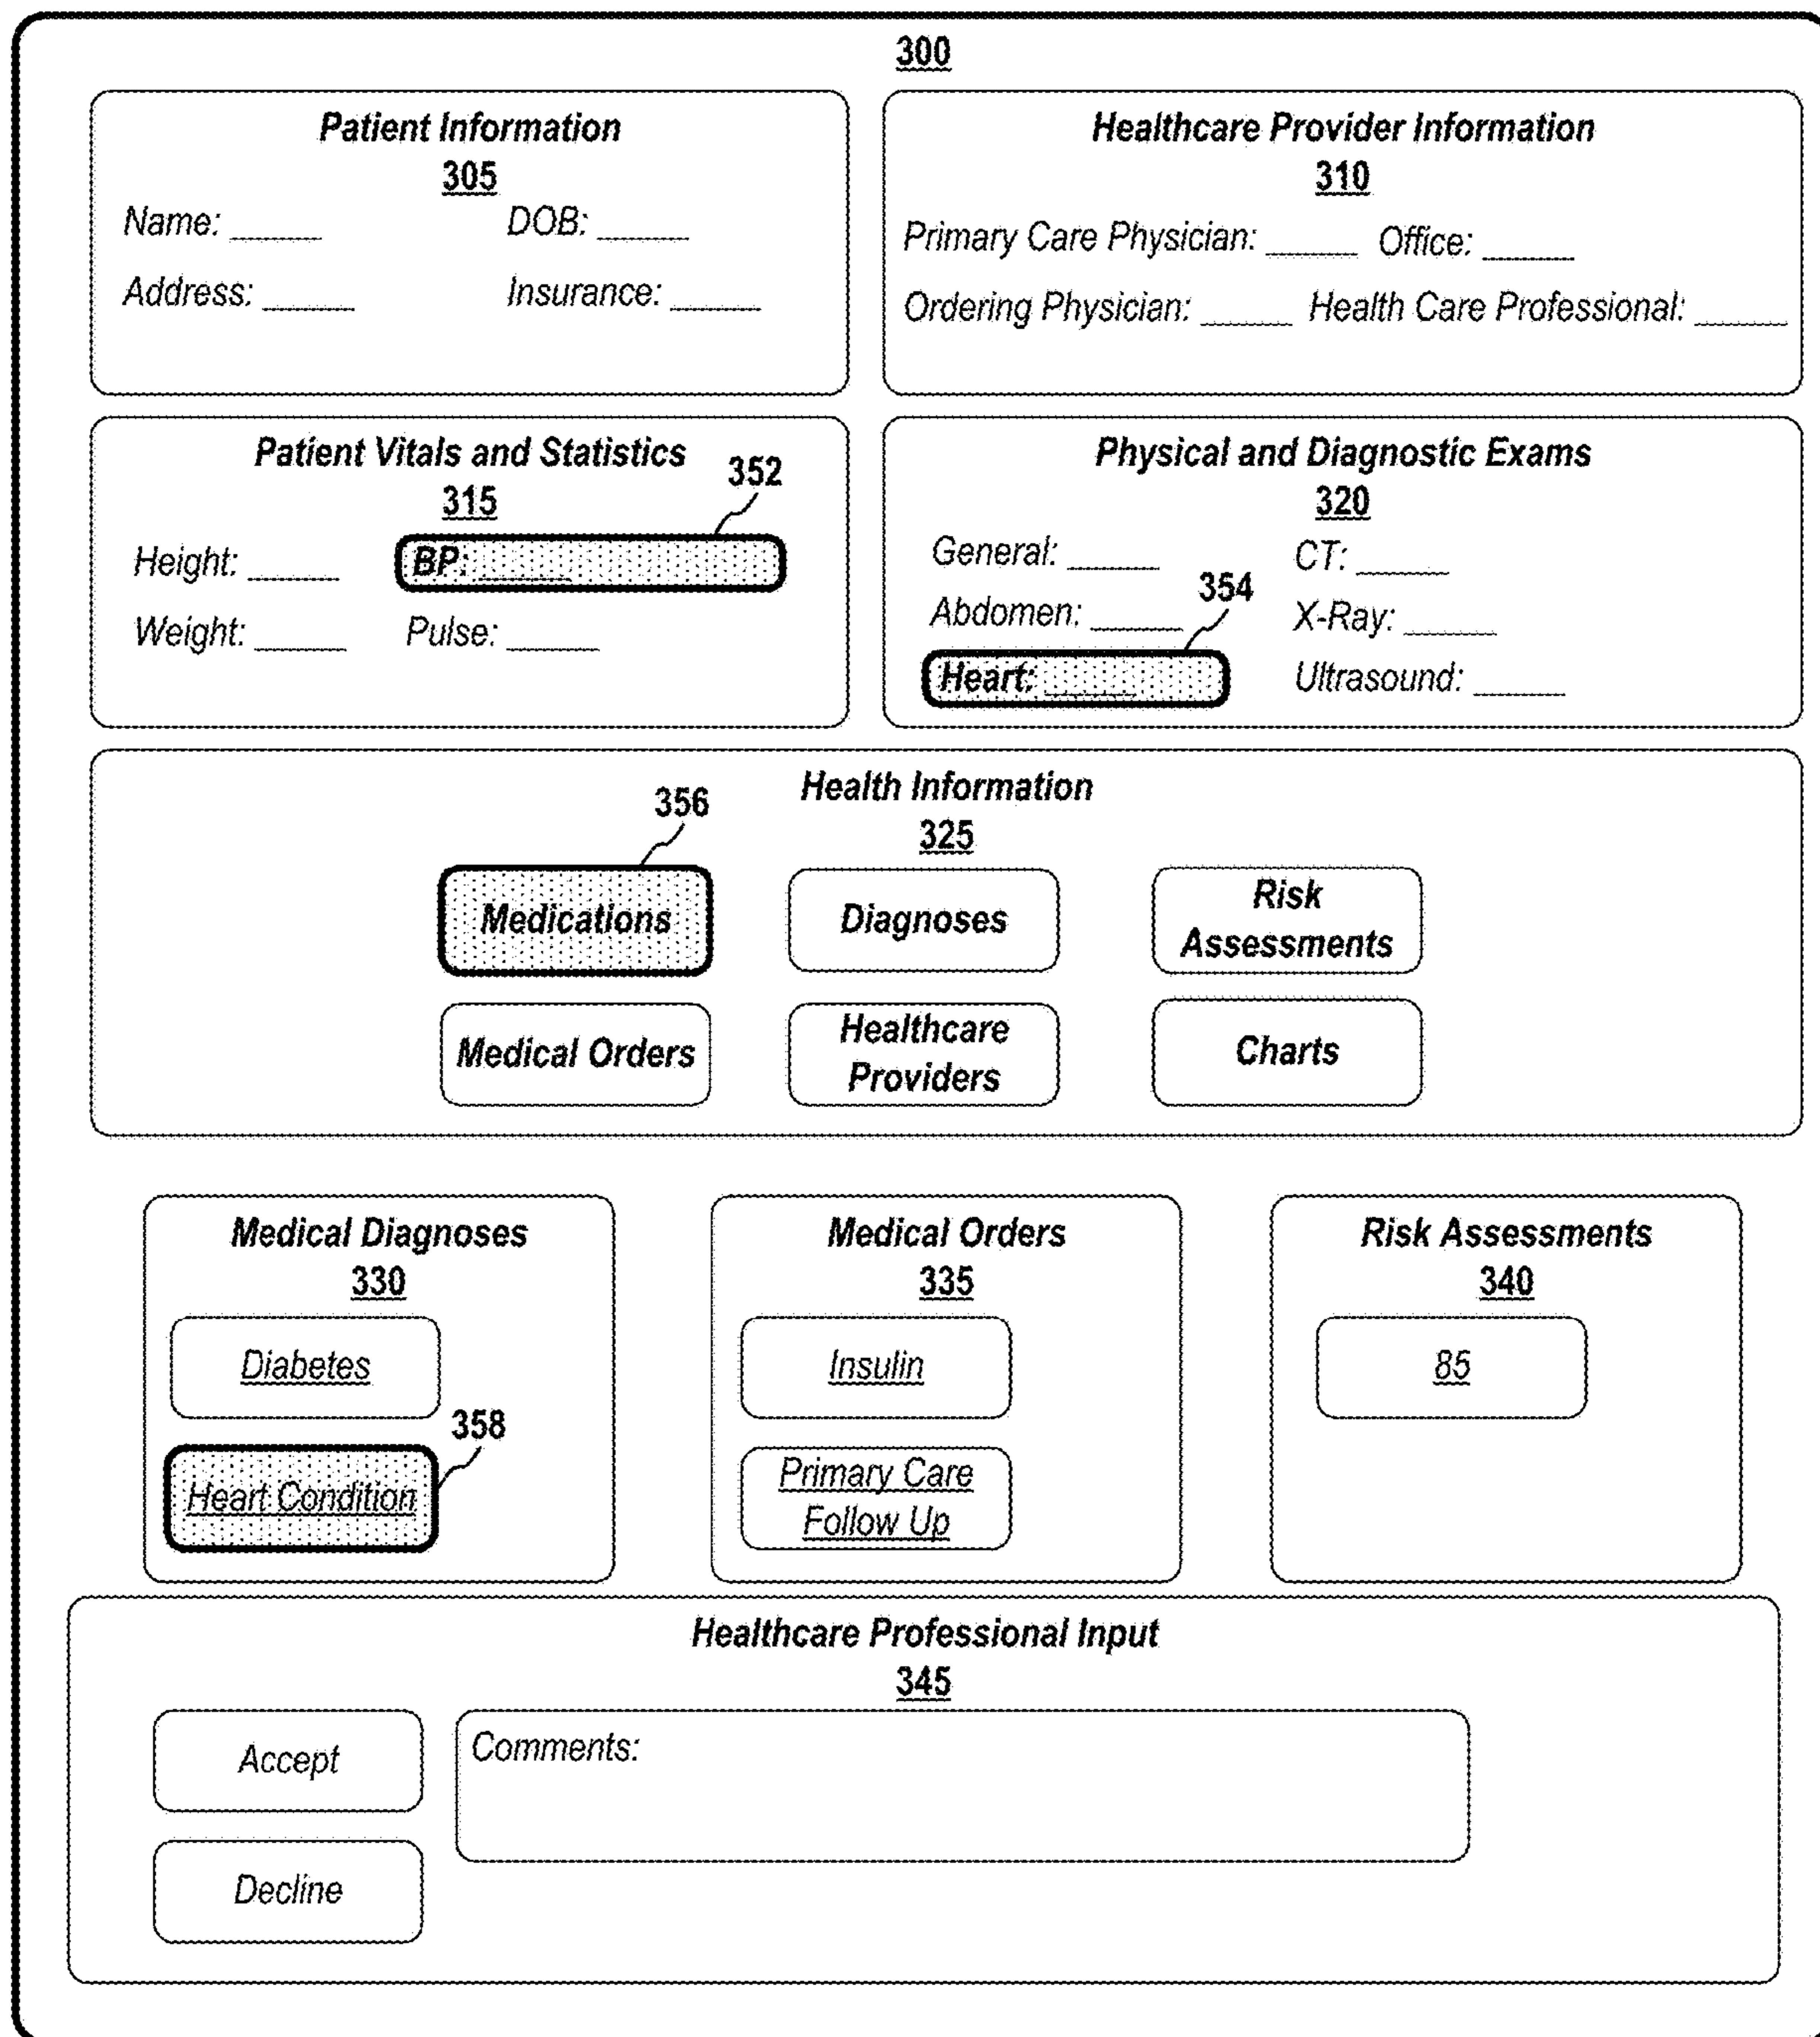 300
Patient Information
305
Name: ______ DOB: ______
Address: ______ Insurance: ______
Healthcare Provider Information
310
Primary Care Physician: ______ Office: ______
Ordering Physician: ______ Health Care Professional: ______
Patient Vitals and Statistics
315
352
Height: ______ BP: ______
Weight: ______ Pulse: ______
Physical and Diagnostic Exams
320
General: ______ CT: ______
354
Abdomen: ______ X-Ray: ______
Heart: ______ Ultrasound: ______
Health Information
325
356
Medications
Diagnoses
Risk
Assessments
Medical Orders
Healthcare
Providers
Charts
Medical Diagnoses
330
Diabetes
358
Heart Condition
Medical Orders
335
Insulin
Primary Care
Follow Up
Risk Assessments
340
85
Healthcare Professional Input
345
Accept
Comments:
Decline